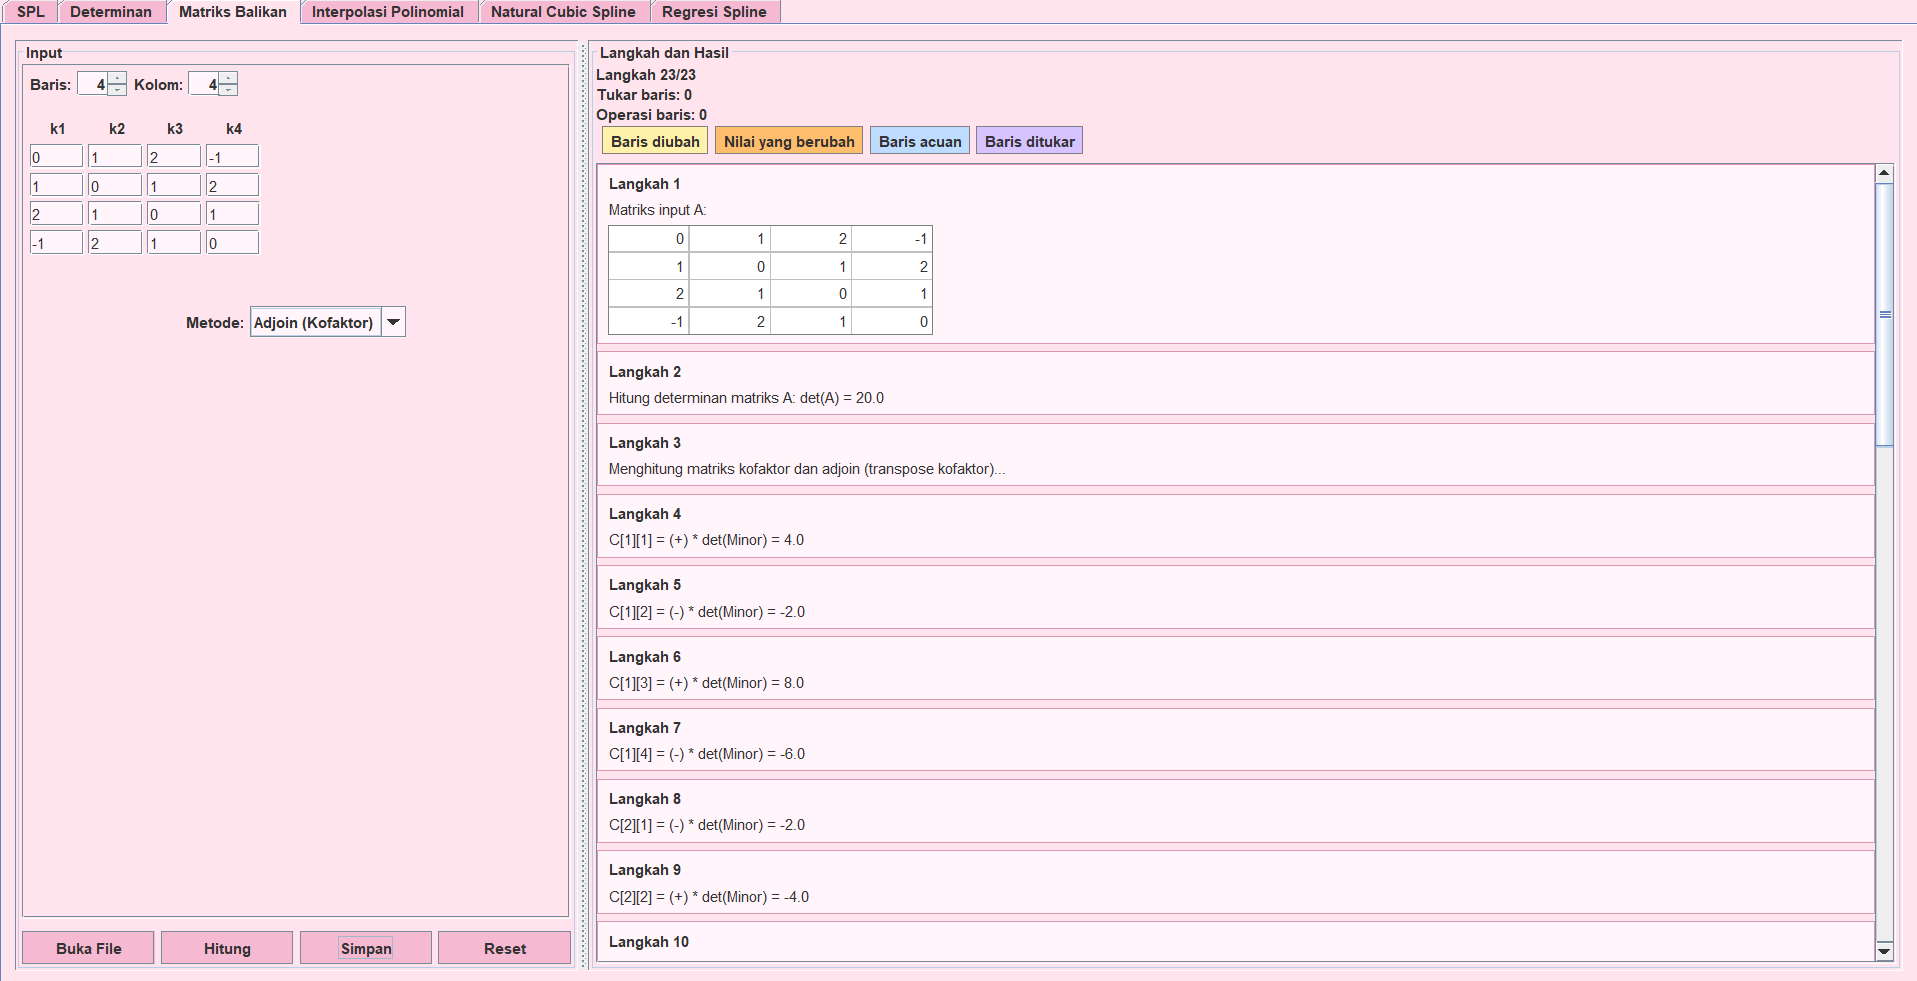 SPL Determinan Matriks Balikan Interpolasi Polinomial Natural Cubic Spline Regresi Spline
Input
Baris: 4 Kolom: 4
k1 k2 k3 k4
0 1 2 -1
1 0 1 2
2 1 0 1
-1 2 1 0
Metode: Adjoin (Kofaktor)
Buka File Hitung Simpan Reset
Langkah dan Hasil
Langkah 23/23
Tukar baris: 0
Operasi baris: 0
Baris diubah Nilai yang berubah Baris acuan Baris ditukar
Langkah 1
Matriks input A:
0 1 2 -1
1 0 1 2
2 1 0 1
-1 2 1 0
Langkah 2
Hitung determinan matriks A: det(A) = 20.0
Langkah 3
Menghitung matriks kofaktor dan adjoin (transpose kofaktor)...
Langkah 4
C[1][1] = (+) * det(Minor) = 4.0
Langkah 5
C[1][2] = (-) * det(Minor) = -2.0
Langkah 6
C[1][3] = (+) * det(Minor) = 8.0
Langkah 7
C[1][4] = (-) * det(Minor) = -6.0
Langkah 8
C[2][1] = (-) * det(Minor) = -2.0
Langkah 9
C[2][2] = (+) * det(Minor) = -4.0
Langkah 10